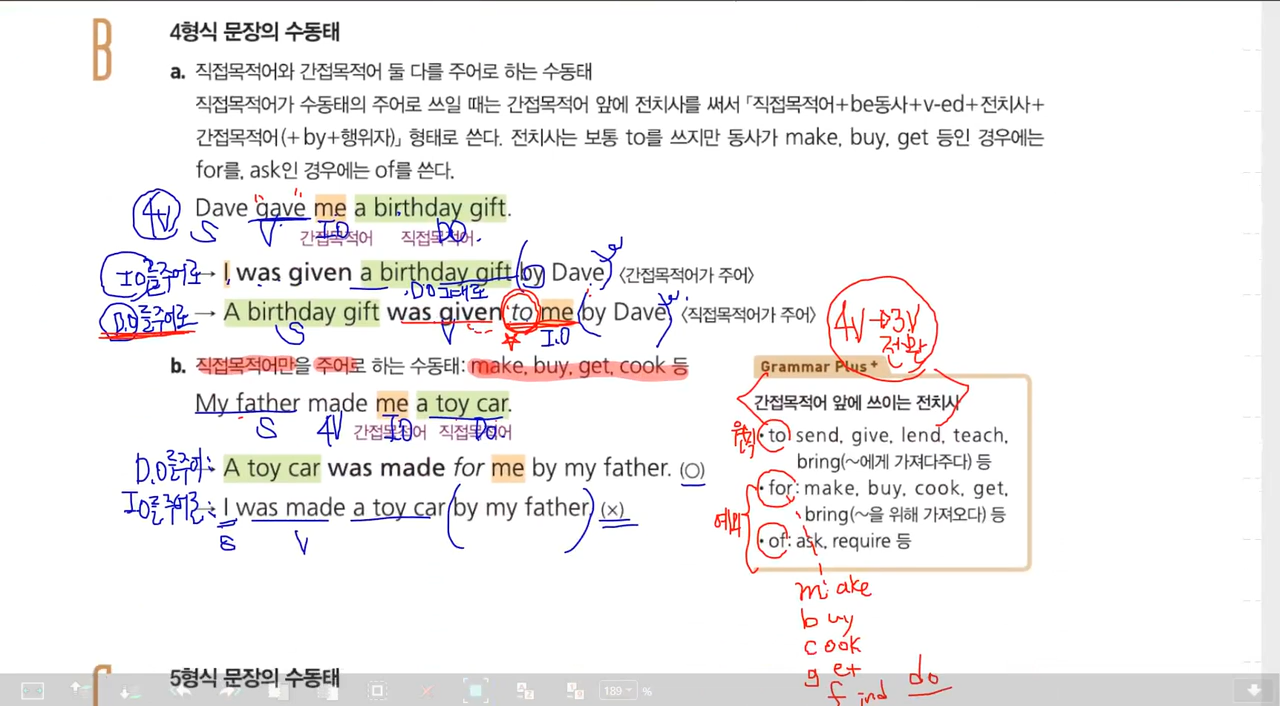 B
4형식 문장의 수동태
a. 직접목적어와 간접목적어 둘 다를 주어로 하는 수동태
직접목적어가 수동태의 주어로 쓰일 때는 간접목적어 앞에 전치사를 써서 「직접목적어+be동사+v-ed+전치사+
간접목적어(+by+행위자)」 형태로 쓴다. 전치사는 보통 to를 쓰지만 동사가 make, buy, get 등인 경우에는
for를, ask인 경우에는 of를 쓴다.
4V Dave "gave" me a birthday gift.
S V IO DO
간접목적어 직접목적어
IO를 주어로 → I was given a birthday gift (by Dave) 〈간접목적어가 주어〉
D.O 그대로
D.O를 주어로 → A birthday gift was given to me (by Dave) 〈직접목적어가 주어〉
S V I.O
4V→3V
전환
b. 직접목적어만을 주어로 하는 수동태: make, buy, get, cook 등
My father made me a toy car.
S 4V IO DO
간접목적어 직접목적어
D.O를 주어: A toy car was made for me by my father. (○)
IO를 주어로: I was made a toy car (by my father) (×)
S V
Grammar Plus+
간접목적어 앞에 쓰이는 전치사
원칙 • to: send, give, lend, teach,
bring(~에게 가져다주다) 등
예외 • for: make, buy, cook, get,
bring(~을 위해 가져오다) 등
• of: ask, require 등
make
buy
cook
get
find do
C
5형식 문장의 수동태
189 %